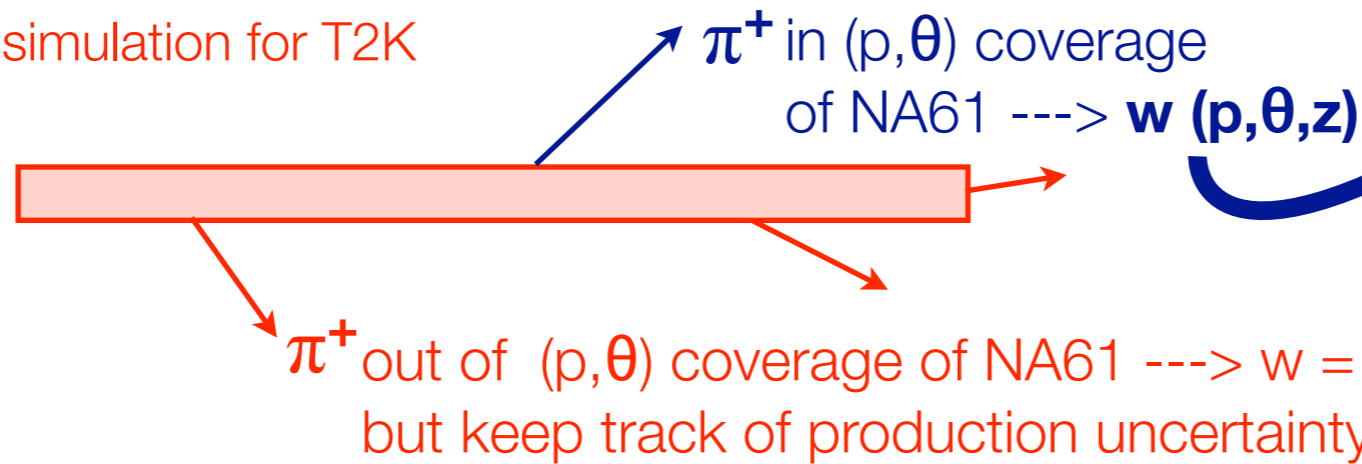 simulation for T2K
π+ in (p,θ) coverage
of NA61 ---> w (p,θ,z)
π+ out of (p,θ) coverage of NA61 ---> w =
but keep track of production uncertainty